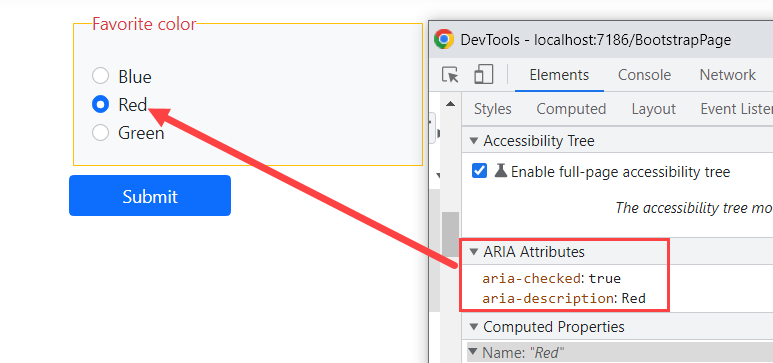 Favorite color
Blue
Red
Green
Submit
DevTools - localhost:7186/BootstrapPage
Elements Console Network
Styles Computed Layout Event Listen
Accessibility Tree
Enable full-page accessibility tree
The accessibility tree mo
ARIA Attributes
aria-checked: true
aria-description: Red
Computed Properties
Name: "Red"